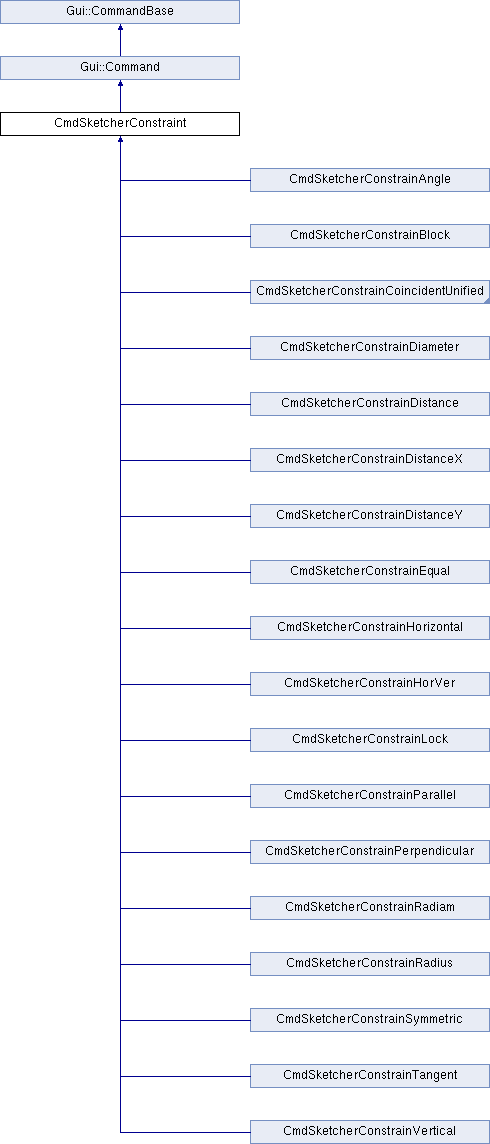 Gui::CommandBase
Gui::Command
CmdSketcherConstraint
CmdSketcherConstrainAngle
CmdSketcherConstrainBlock
CmdSketcherConstrainCoincidentUnified
CmdSketcherConstrainDiameter
CmdSketcherConstrainDistance
CmdSketcherConstrainDistanceX
CmdSketcherConstrainDistanceY
CmdSketcherConstrainEqual
CmdSketcherConstrainHorizontal
CmdSketcherConstrainHorVer
CmdSketcherConstrainLock
CmdSketcherConstrainParallel
CmdSketcherConstrainPerpendicular
CmdSketcherConstrainRadiam
CmdSketcherConstrainRadius
CmdSketcherConstrainSymmetric
CmdSketcherConstrainTangent
CmdSketcherConstrainVertical